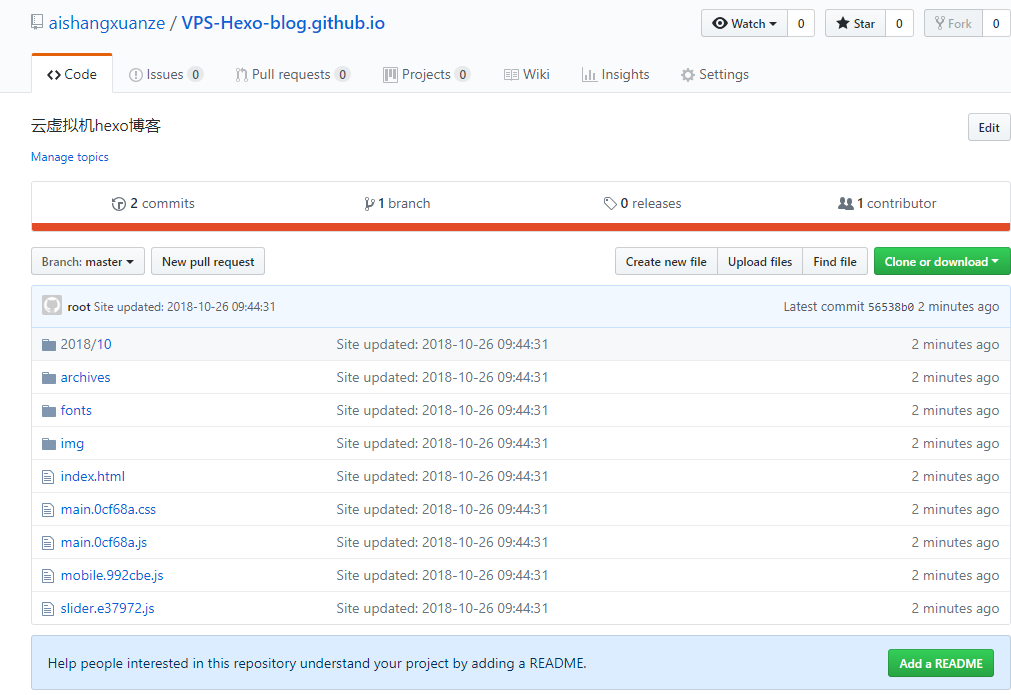 aishangxuanze / VPS-Hexo-blog.github.io
Watch 0 Star 0 Fork 0
Code Issues 0 Pull requests 0 Projects 0 Wiki Insights Settings
云虚拟机hexo博客
Edit
Manage topics
2 commits 1 branch 0 releases 1 contributor
Branch: master New pull request Create new file Upload files Find file Clone or download
root Site updated: 2018-10-26 09:44:31 Latest commit 56538b0 2 minutes ago
2018/10 Site updated: 2018-10-26 09:44:31 2 minutes ago
archives Site updated: 2018-10-26 09:44:31 2 minutes ago
fonts Site updated: 2018-10-26 09:44:31 2 minutes ago
img Site updated: 2018-10-26 09:44:31 2 minutes ago
index.html Site updated: 2018-10-26 09:44:31 2 minutes ago
main.0cf68a.css Site updated: 2018-10-26 09:44:31 2 minutes ago
main.0cf68a.js Site updated: 2018-10-26 09:44:31 2 minutes ago
mobile.992cbe.js Site updated: 2018-10-26 09:44:31 2 minutes ago
slider.e37972.js Site updated: 2018-10-26 09:44:31 2 minutes ago
Help people interested in this repository understand your project by adding a README. Add a README